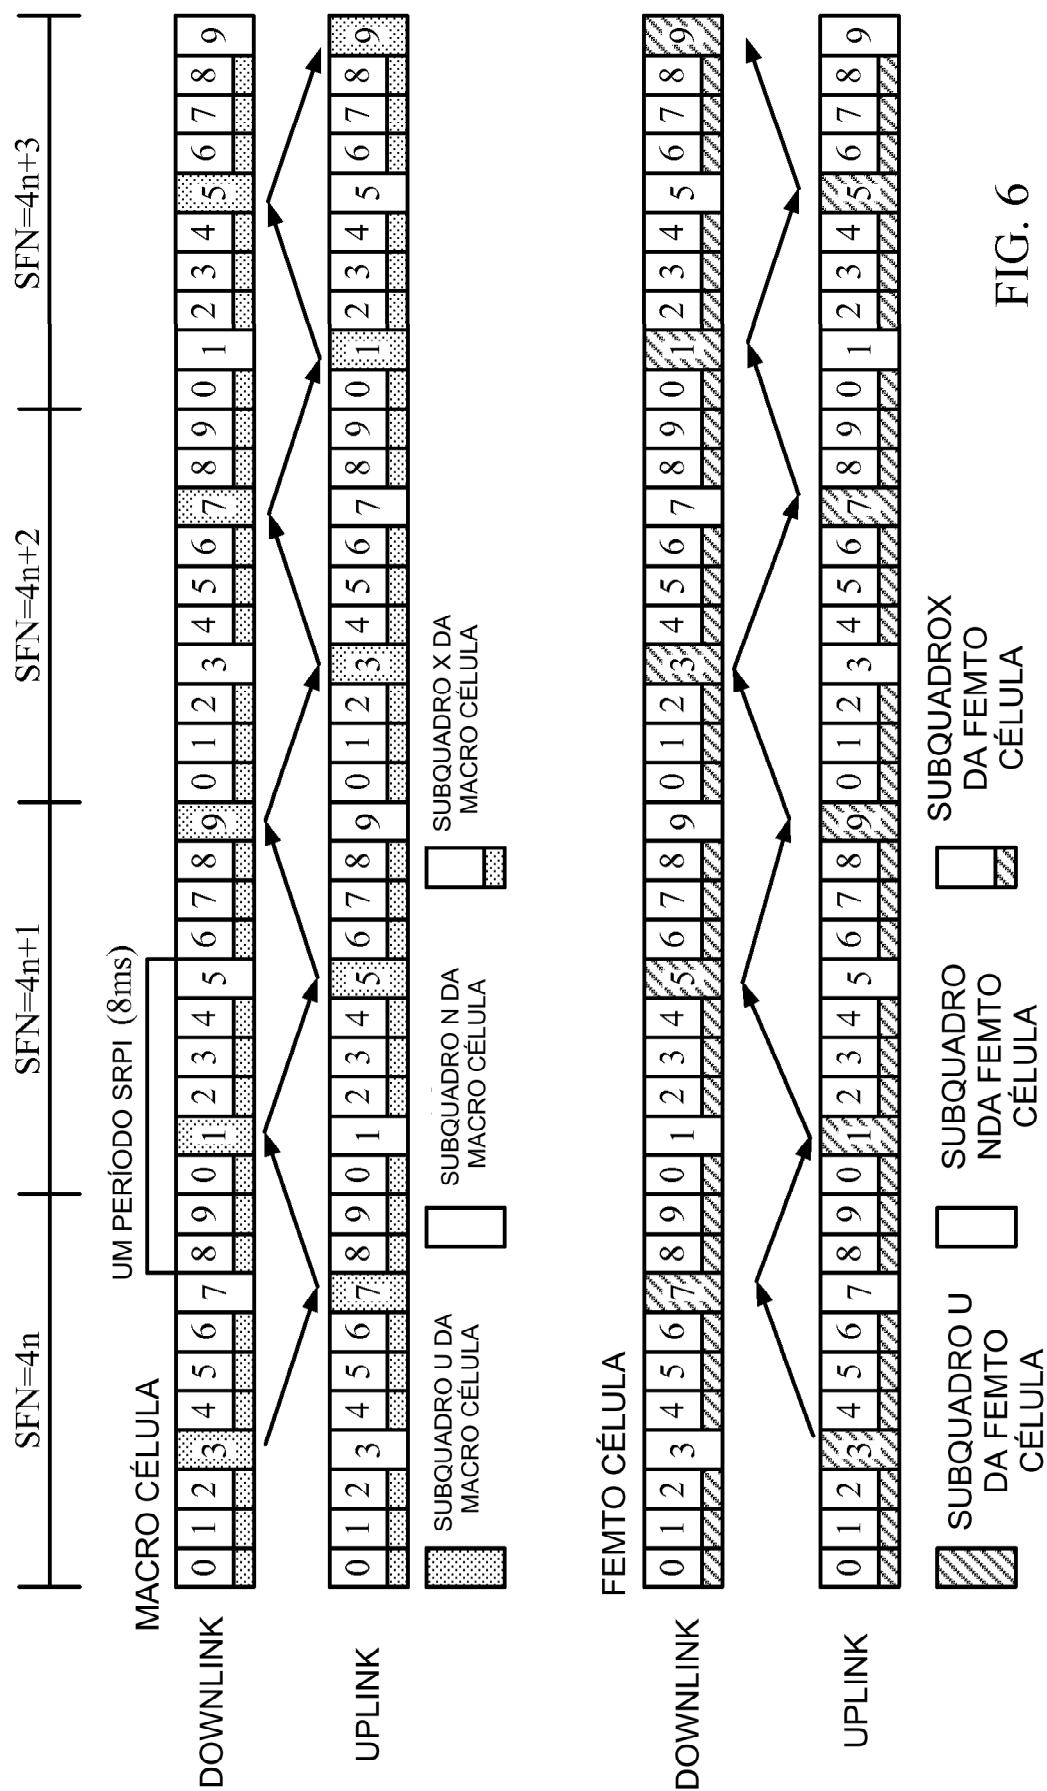 SFN=4n SFN=4n+1 SFN=4n+2 SFN=4n+3
UM PERÍODO SRPI (8ms)
MACRO CÉLULA
DOWNLINK 0 1 2 3 4 5 6 7 8 9 0 1 2 3 4 5 6 7 8 9 0 1 2 3 4 5 6 7 8 9 0 1 2 3 4 5 6 7 8 9
UPLINK 0 1 2 3 4 5 6 7 8 9 0 1 2 3 4 5 6 7 8 9 0 1 2 3 4 5 6 7 8 9 0 1 2 3 4 5 6 7 8 9
SUBQUADRO U DA
MACRO CÉLULA
SUBQUADRO N DA
MACRO CÉLULA
SUBQUADRO X DA
MACRO CÉLULA
FEMTO CÉLULA
DOWNLINK 0 1 2 3 4 5 6 7 8 9 0 1 2 3 4 5 6 7 8 9 0 1 2 3 4 5 6 7 8 9 0 1 2 3 4 5 6 7 8 9
UPLINK 0 1 2 3 4 5 6 7 8 9 0 1 2 3 4 5 6 7 8 9 0 1 2 3 4 5 6 7 8 9 0 1 2 3 4 5 6 7 8 9
SUBQUADRO U
DA FEMTO
CÉLULA
SUBQUADRO
NDA FEMTO
CÉLULA
SUBQUADROX
DA FEMTO
CÉLULA
FIG. 6